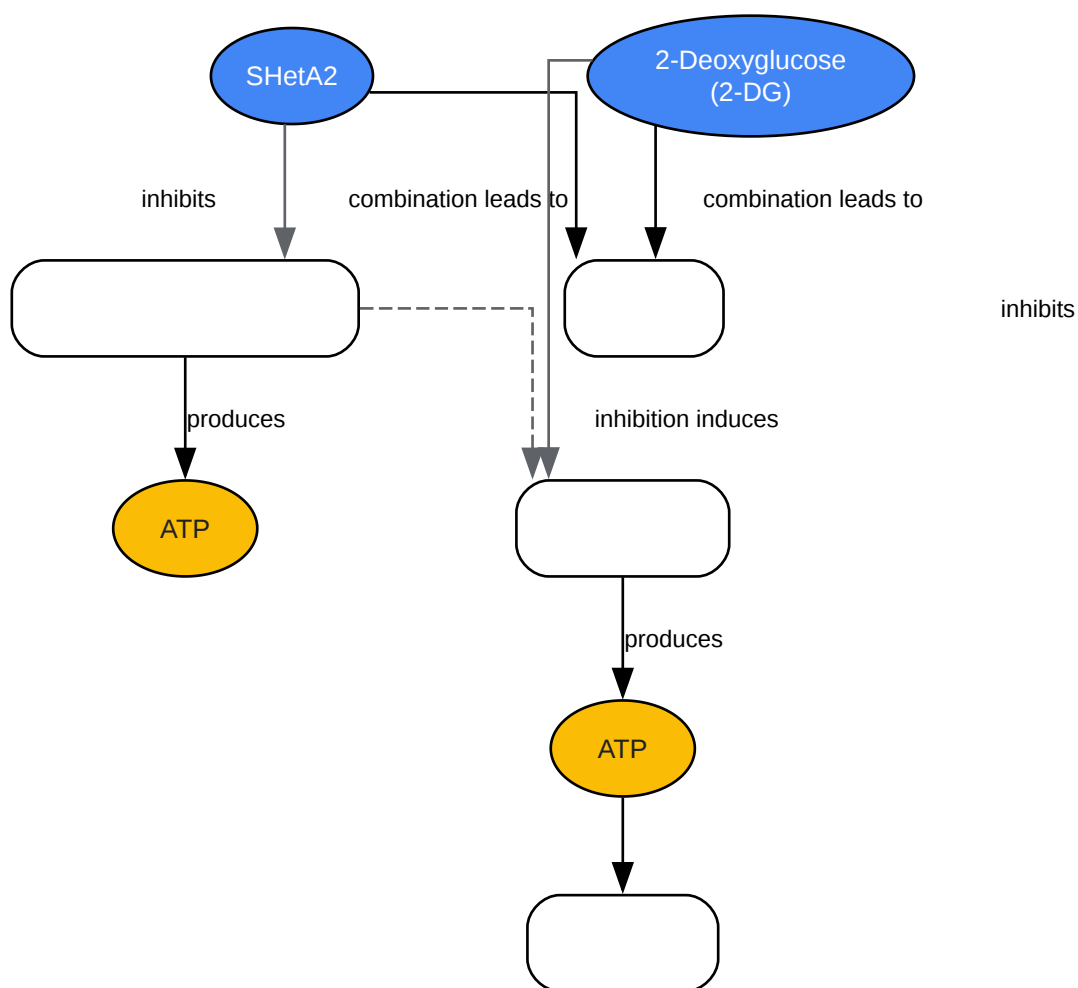 SHetA2
2-Deoxyglucose
(2-DG)
inhibits
combination leads to
combination leads to
inhibits
produces
inhibition induces
ATP
produces
ATP